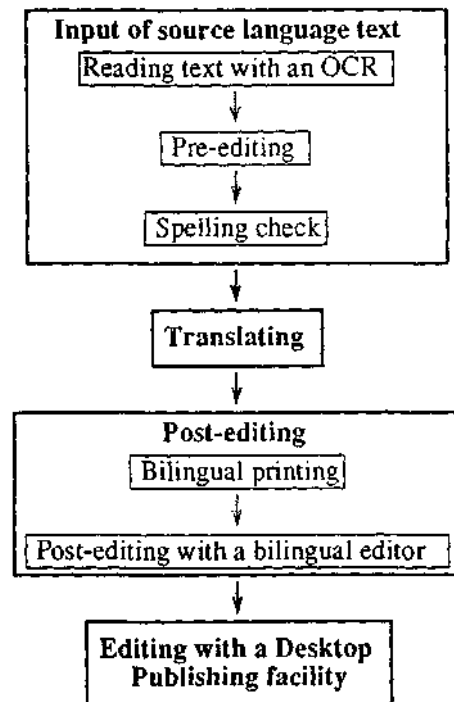 Input of source language text
Reading text with an OCR
Pre-editing
Spelling check
Translating
Post-editing
Bilingual printing
Post-editing with a bilingual editor
Editing with a Desktop
Publishing facility